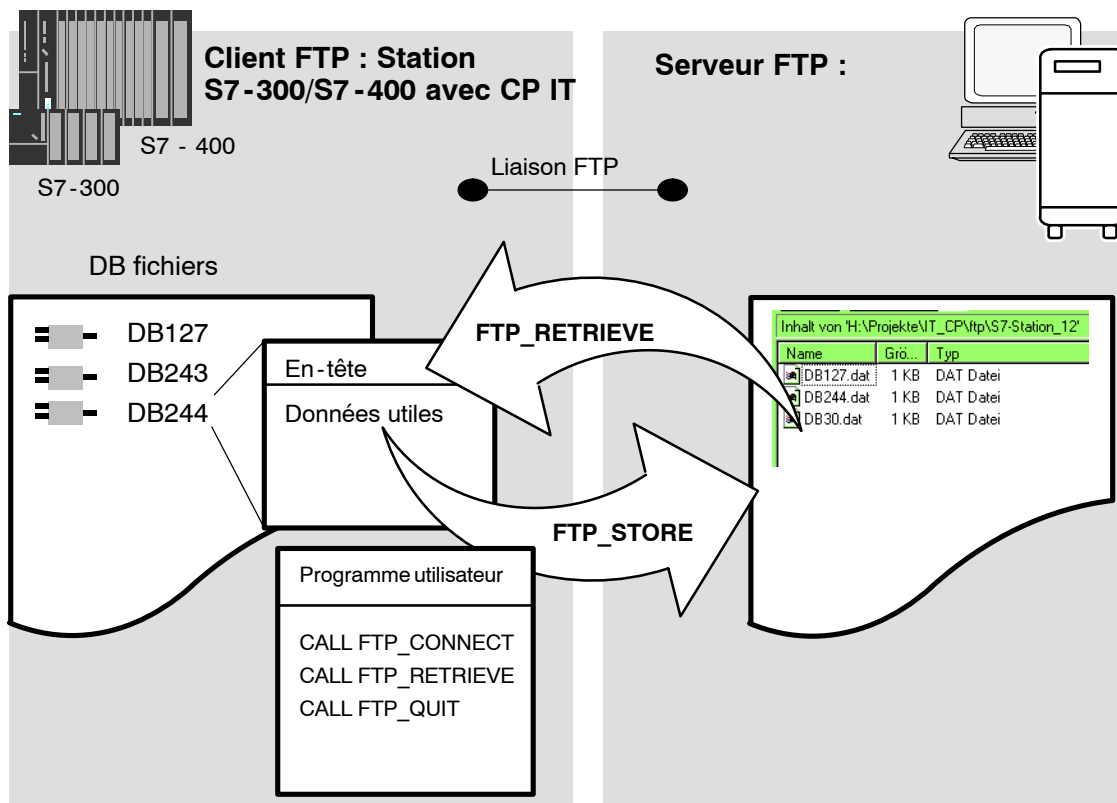 Client FTP : Station
S7-300/S7-400 avec CP IT
S7 - 400
S7-300
Serveur FTP :
Liaison FTP
DB fichiers
DB127
DB243
DB244
En-tête
Données utiles
FTP_RETRIEVE
FTP_STORE
Inhalt von 'H:\Projekte\IT_CP\ftp\S7-Station_12'
Name Grö... Typ
DB127.dat 1 KB DAT Datei
DB244.dat 1 KB DAT Datei
DB30.dat 1 KB DAT Datei
Programme utilisateur
CALL FTP_CONNECT
CALL FTP_RETRIEVE
CALL FTP_QUIT